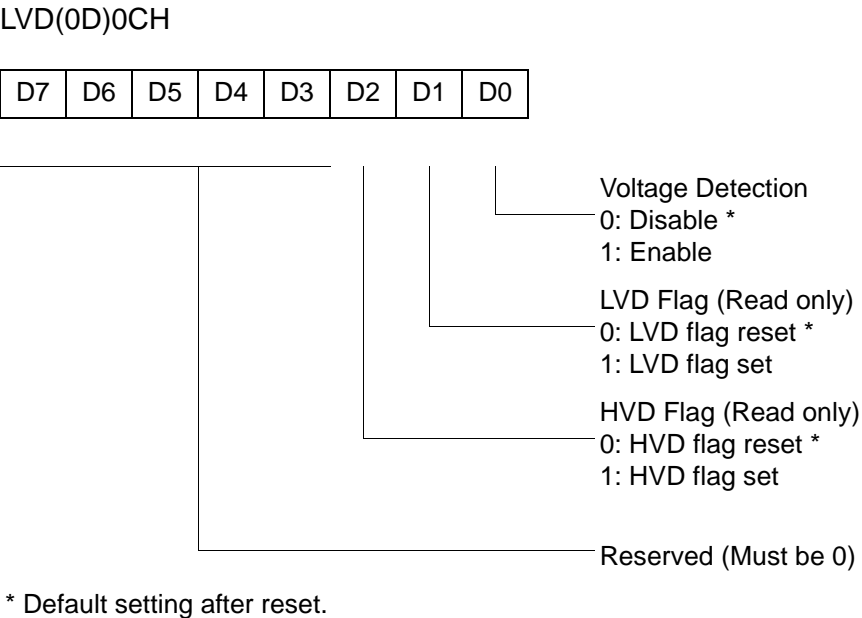 LVD(0D)0CH
D7 D6 D5 D4 D3 D2 D1 D0
Voltage Detection
0: Disable *
1: Enable
LVD Flag (Read only)
0: LVD flag reset *
1: LVD flag set
HVD Flag (Read only)
0: HVD flag reset *
1: HVD flag set
Reserved (Must be 0)
* Default setting after reset.